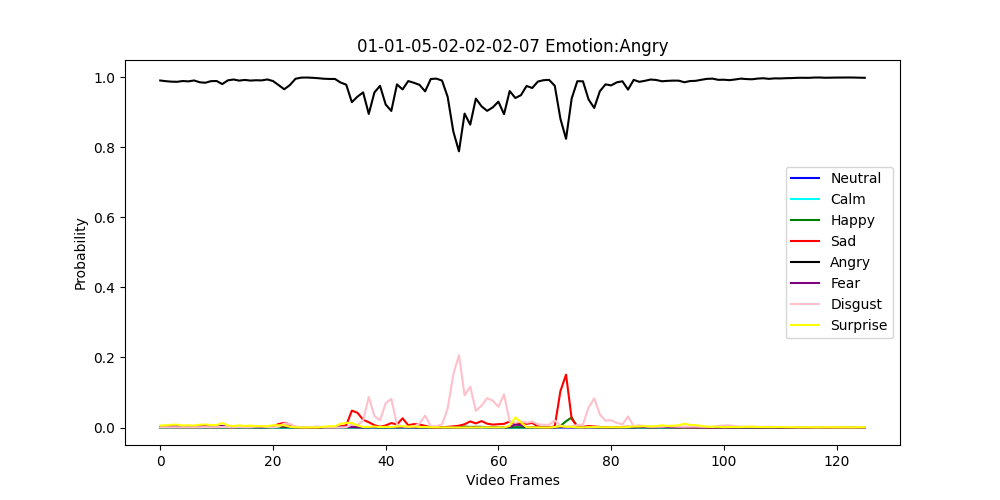 01-01-05-02-02-02-07 Emotion:Angry
1.0
0.8
0.6
0.4
0.2
0.0
Probability
0
20
40
60
80
100
120
Video Frames
Neutral
Calm
Happy
Sad
Angry
Fear
Disgust
Surprise